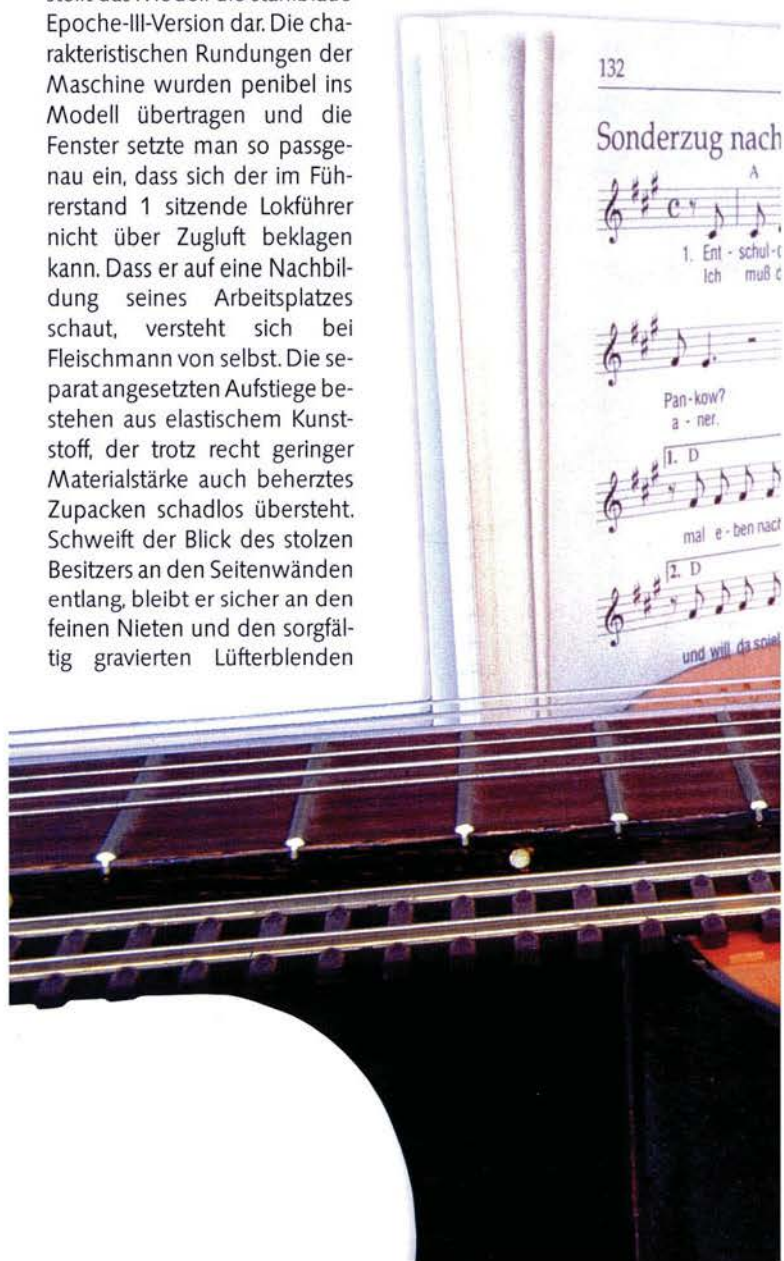 Epoche-III-Version dar. Die cha-
rakteristischen Rundungen der
Maschine wurden penibel ins
Modell übertragen und die
Fenster setzte man so passge-
nau ein, dass sich der im Füh-
rerstand 1 sitzende Lokführer
nicht über Zugluft beklagen
kann. Dass er auf eine Nachbil-
dung seines Arbeitsplatzes
schaut, versteht sich bei
Fleischmann von selbst. Die se-
parat angesetzten Aufstiege be-
stehen aus elastischem Kunst-
stoff, der trotz recht geringer
Materialstärke auch beherztes
Zupacken schadlos übersteht.
Schweift der Blick des stolzen
Besitzers an den Seitenwänden
entlang, bleibt er sicher an den
feinen Nieten und den sorgfäl-
tig gravierten Lüfterblenden
132
Sonderzug nach
A
1. Ent - schul-
Ich muß
Pan-kow?
a - ner.
1. D
mal e - ben nach
2. D
und will da